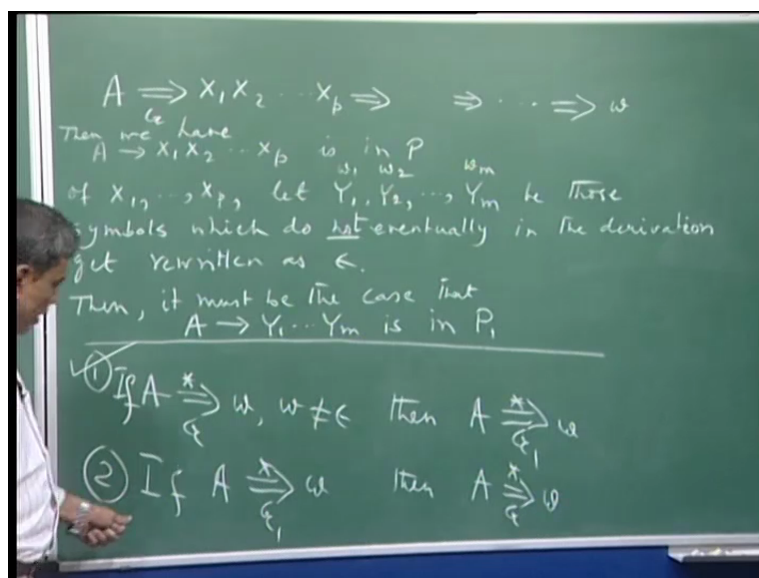 A ⇒ X₁ X₂ ⋯ Xₚ ⇒ ⇒ ⋯ ⇒ w
G
Then we have
A → X₁ X₂ ⋯ Xₚ is in P
w₁ w₂ wₘ
of X₁, ⋯, Xₚ, let Y₁, Y₂, ⋯, Yₘ be those
symbols which do not eventually in the derivation
get rewritten as ϵ.
Then, it must be the case that
A → Y₁ ⋯ Yₘ is in P₁
✓① If A ⇒* w, w ≠ ϵ then A ⇒* w
G G₁
② If A ⇒* w then A ⇒* w
G₁ G